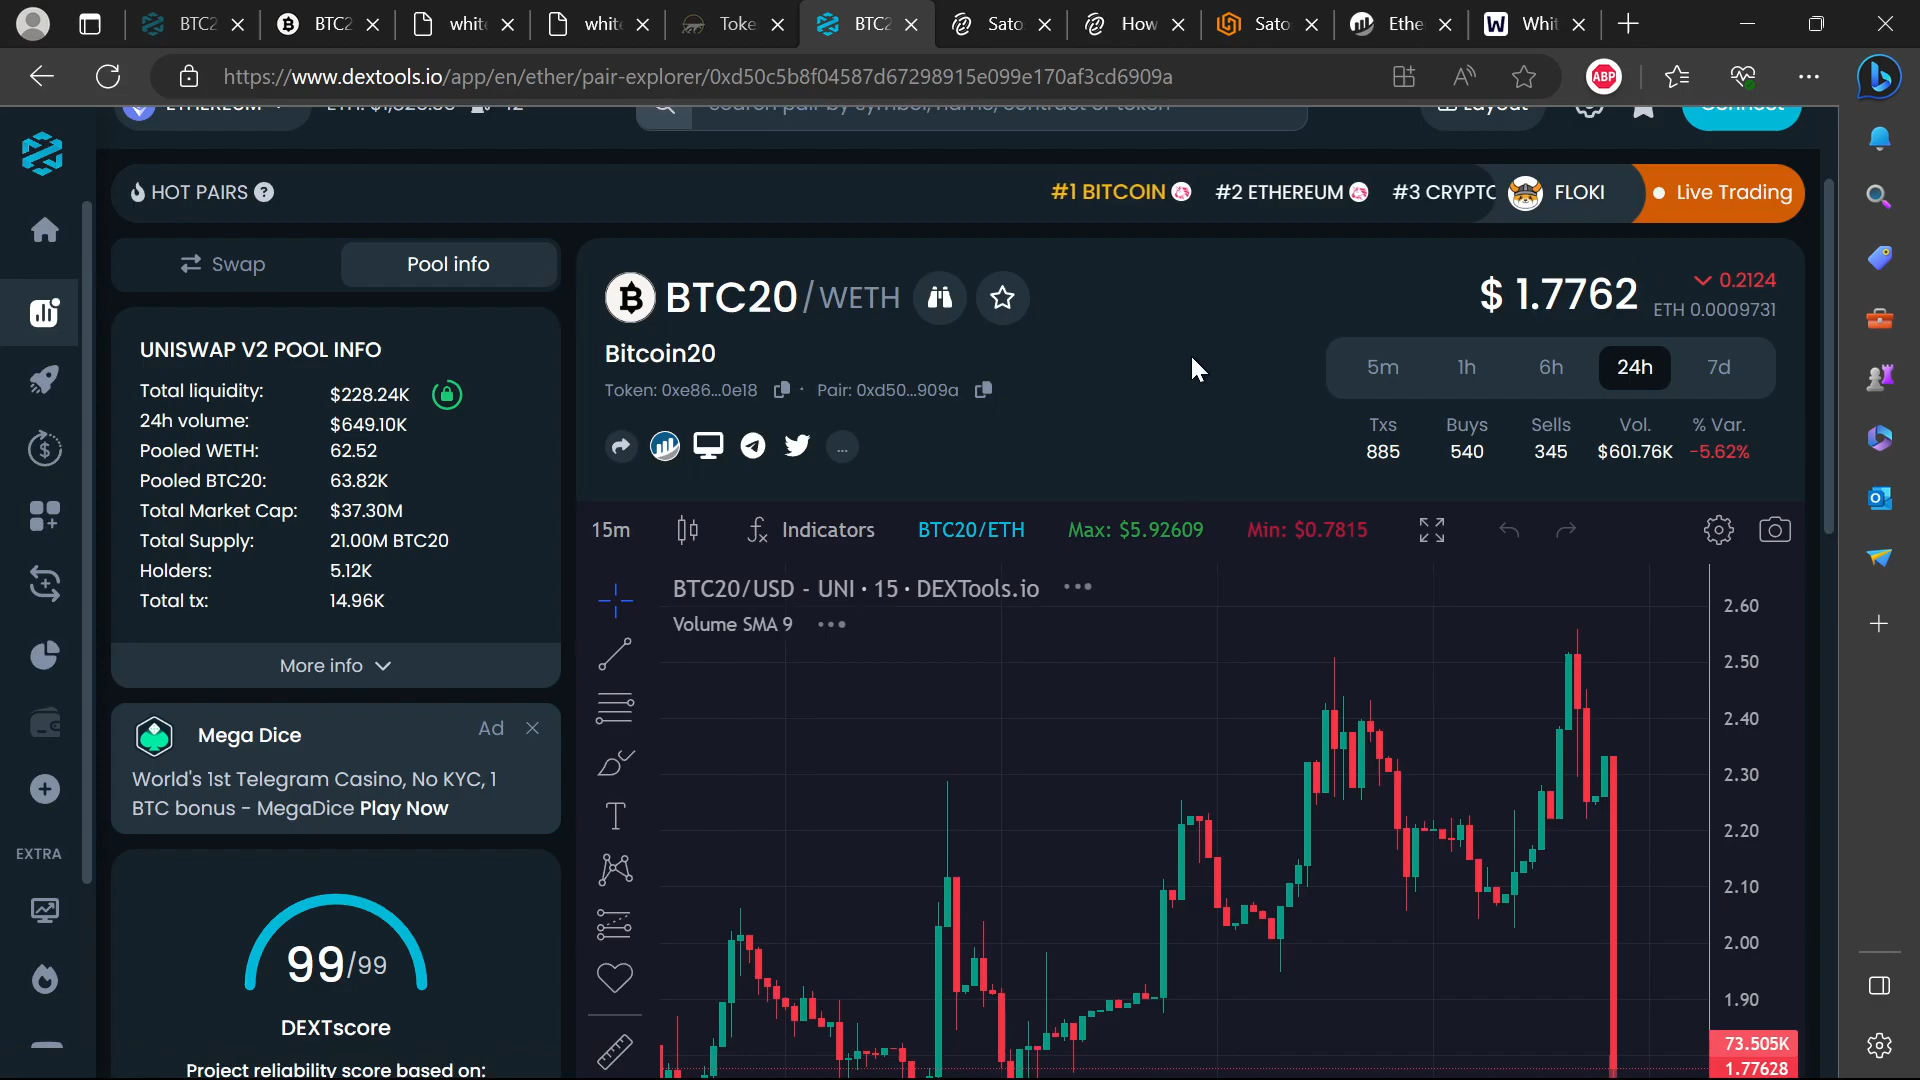 BTC2
BTC2
white
white
Toke
BTC2
Sato
How
Sato
Ethe
Whit
https://www.dextools.io/app/en/ether/pair-explorer/0xd50c5b8f04587d67298915e099e170af3cd6909a
ABP
HOT PAIRS ?
#1 BITCOIN #2 ETHEREUM #3 CRYPTO FLOKI Live Trading
Swap
Pool info
UNISWAP V2 POOL INFO
Total liquidity: $228.24K
24h volume: $649.10K
Pooled WETH: 62.52
Pooled BTC20: 63.82K
Total Market Cap: $37.30M
Total Supply: 21.00M BTC20
Holders: 5.12K
Total tx: 14.96K
More info
Mega Dice
Ad
World's 1st Telegram Casino, No KYC, 1
BTC bonus - MegaDice Play Now
EXTRA
99/99
DEXTscore
Project reliability score based on:
BTC20/WETH
Bitcoin20
Token: 0xe86...0e18 · Pair: 0xd50...909a
$ 1.7762
0.2124
ETH 0.0009731
5m 1h 6h 24h 7d
Txs Buys Sells Vol. % Var.
885 540 345 $601.76K -5.62%
15m Indicators BTC20/ETH Max: $5.92609 Min: $0.7815
BTC20/USD - UNI · 15 · DEXTools.io
Volume SMA 9
2.60
2.50
2.40
2.30
2.20
2.10
2.00
1.90
73.505K
1.77628